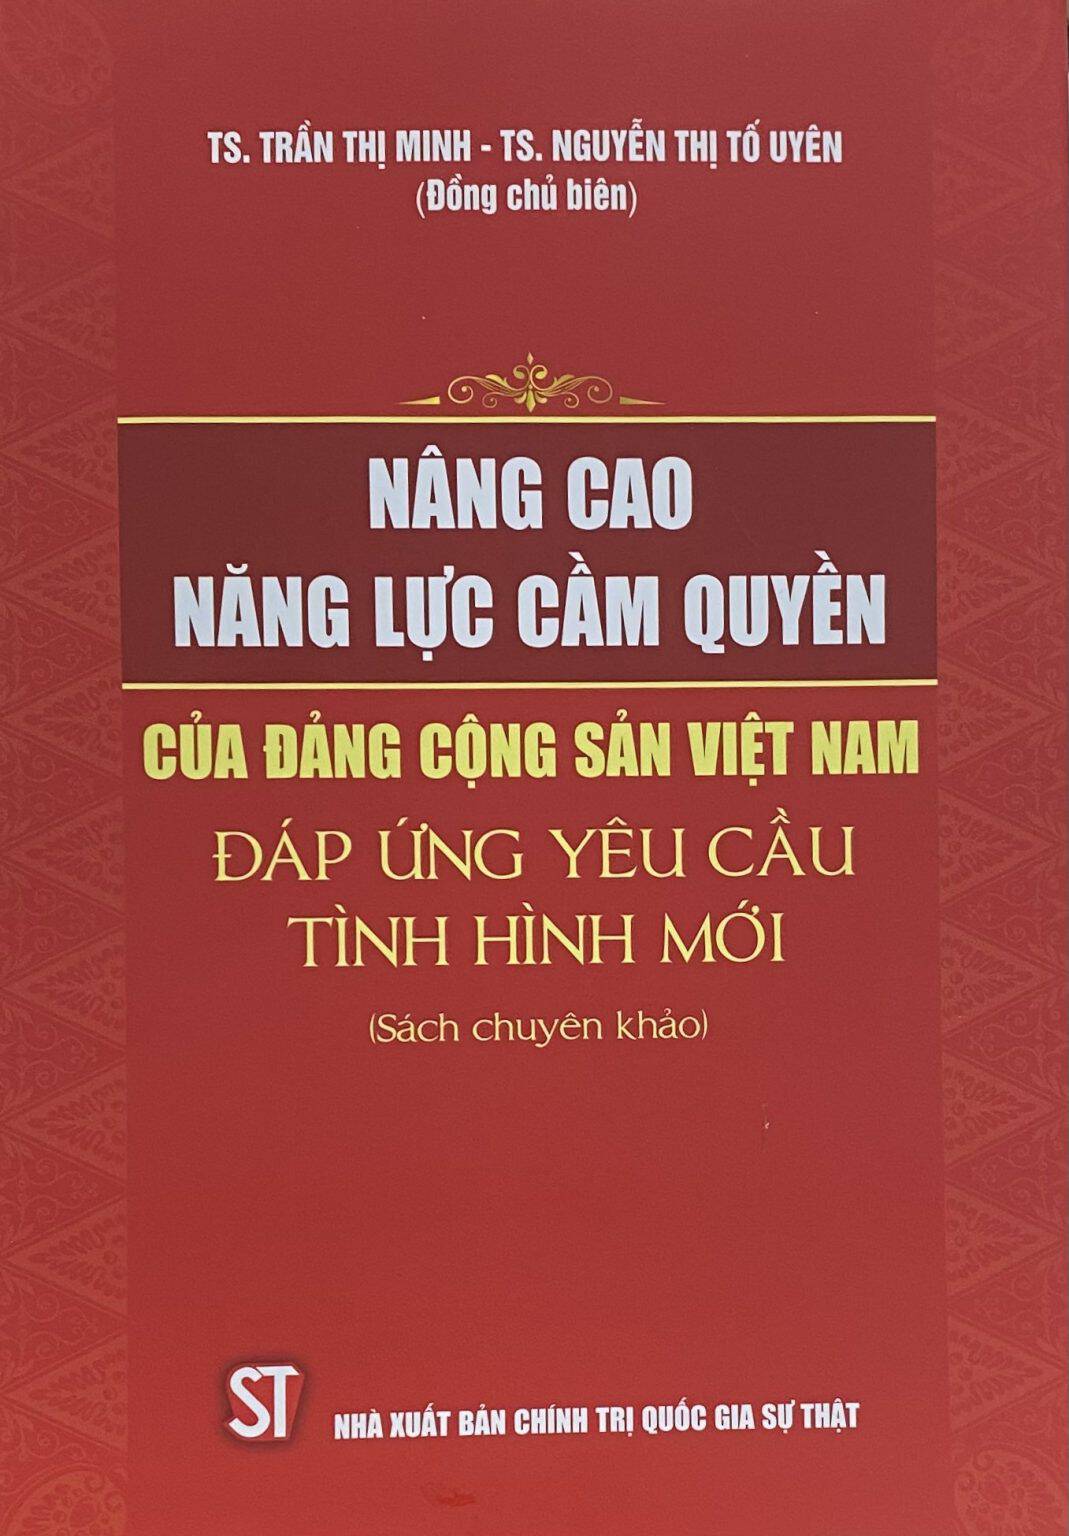 TS. TRẦN THỊ MINH - TS. NGUYỄN THỊ TỐ UYÊN
(Đồng chủ biên)
NÂNG CAO
NĂNG LỰC CẦM QUYỀN
CỦA ĐẢNG CỘNG SẢN VIỆT NAM
ĐÁP ỨNG YÊU CẦU
TÌNH HÌNH MỚI
(Sách chuyên khảo)
ST
NHÀ XUẤT BẢN CHÍNH TRỊ QUỐC GIA SỰ THẬT